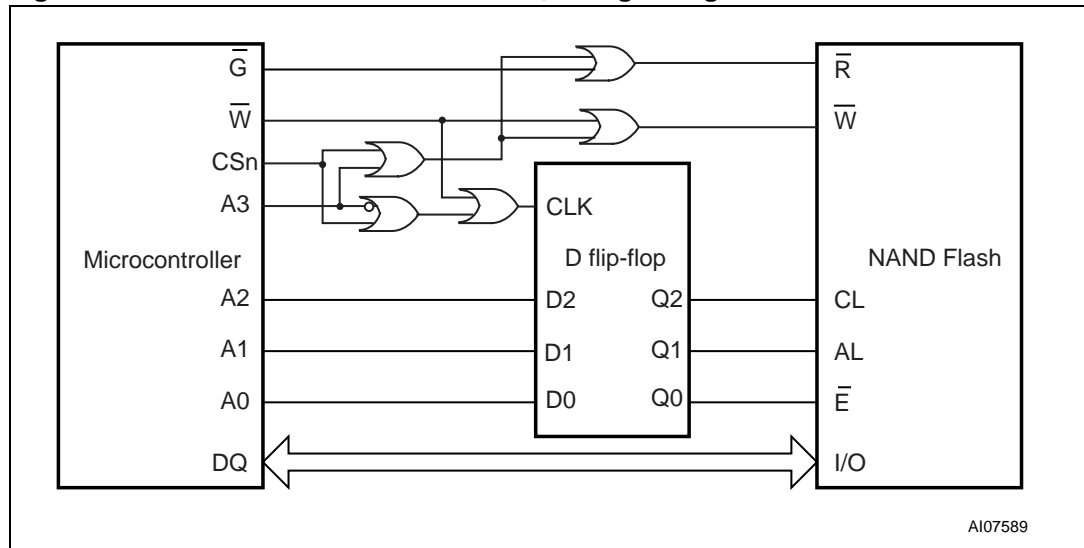 G̅ R̅
W̅ W̅
CSn
A3 CLK
Microcontroller D flip-flop NAND Flash
A2 D2 Q2 CL
A1 D1 Q1 AL
A0 D0 Q0 E̅
DQ I/O
AI07589